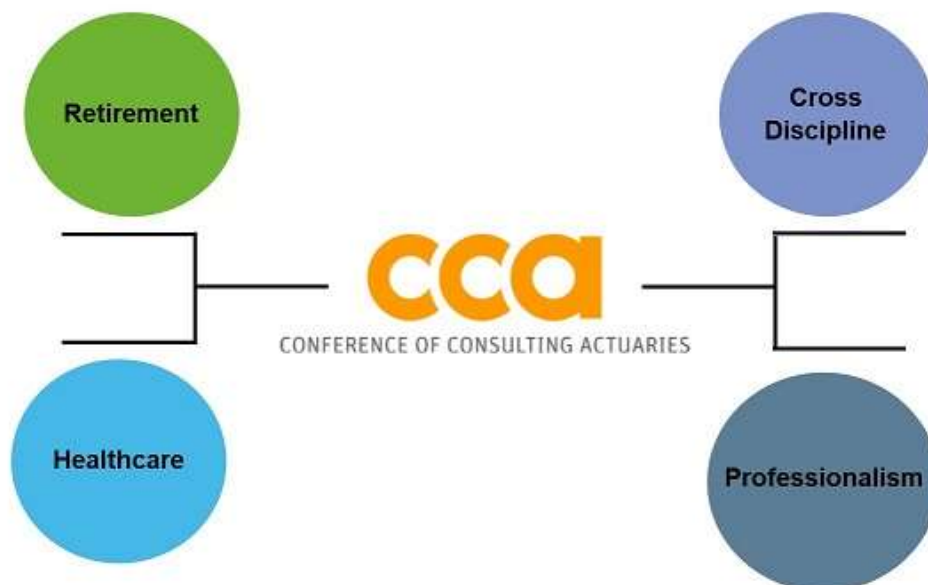 Retirement
Cross
Discipline
cca
CONFERENCE OF CONSULTING ACTUARIES
Healthcare
Professionalism